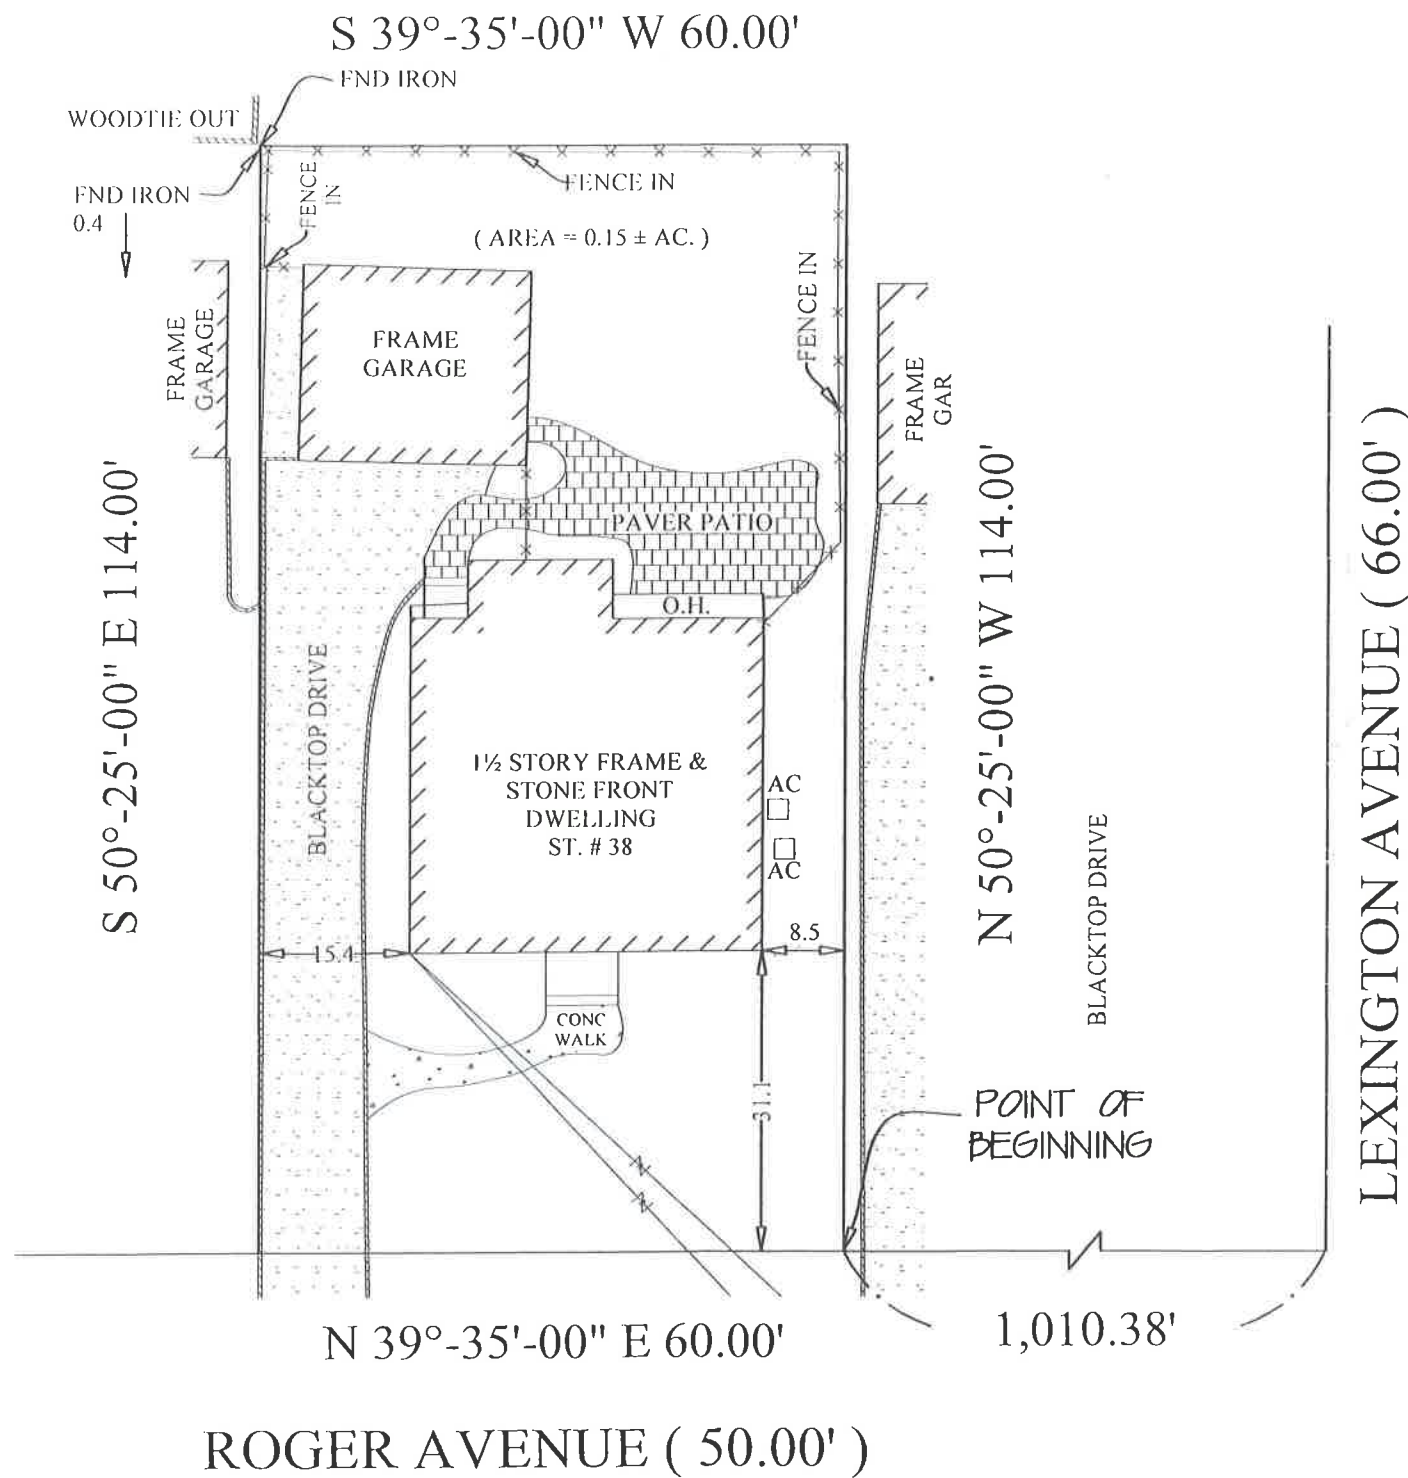 S 39°-35'-00" W 60.00'
FND IRON
WOODTIE OUT
FND IRON
0.4
FENCE
IN
FENCE IN
( AREA = 0.15 ± AC. )
FENCE IN
FRAME
GARAGE
FRAME
GARAGE
FRAME
GAR
PAVER PATIO
O.H.
S 50°-25'-00" E 114.00'
N 50°-25'-00" W 114.00'
LEXINGTON AVENUE ( 66.00' )
BLACKTOP DRIVE
1½ STORY FRAME &
STONE FRONT
DWELLING
ST. # 38
AC
AC
BLACKTOP DRIVE
15.4
8.5
CONC
WALK
31.1
POINT OF
BEGINNING
N 39°-35'-00" E 60.00'
1,010.38'
ROGER AVENUE ( 50.00' )